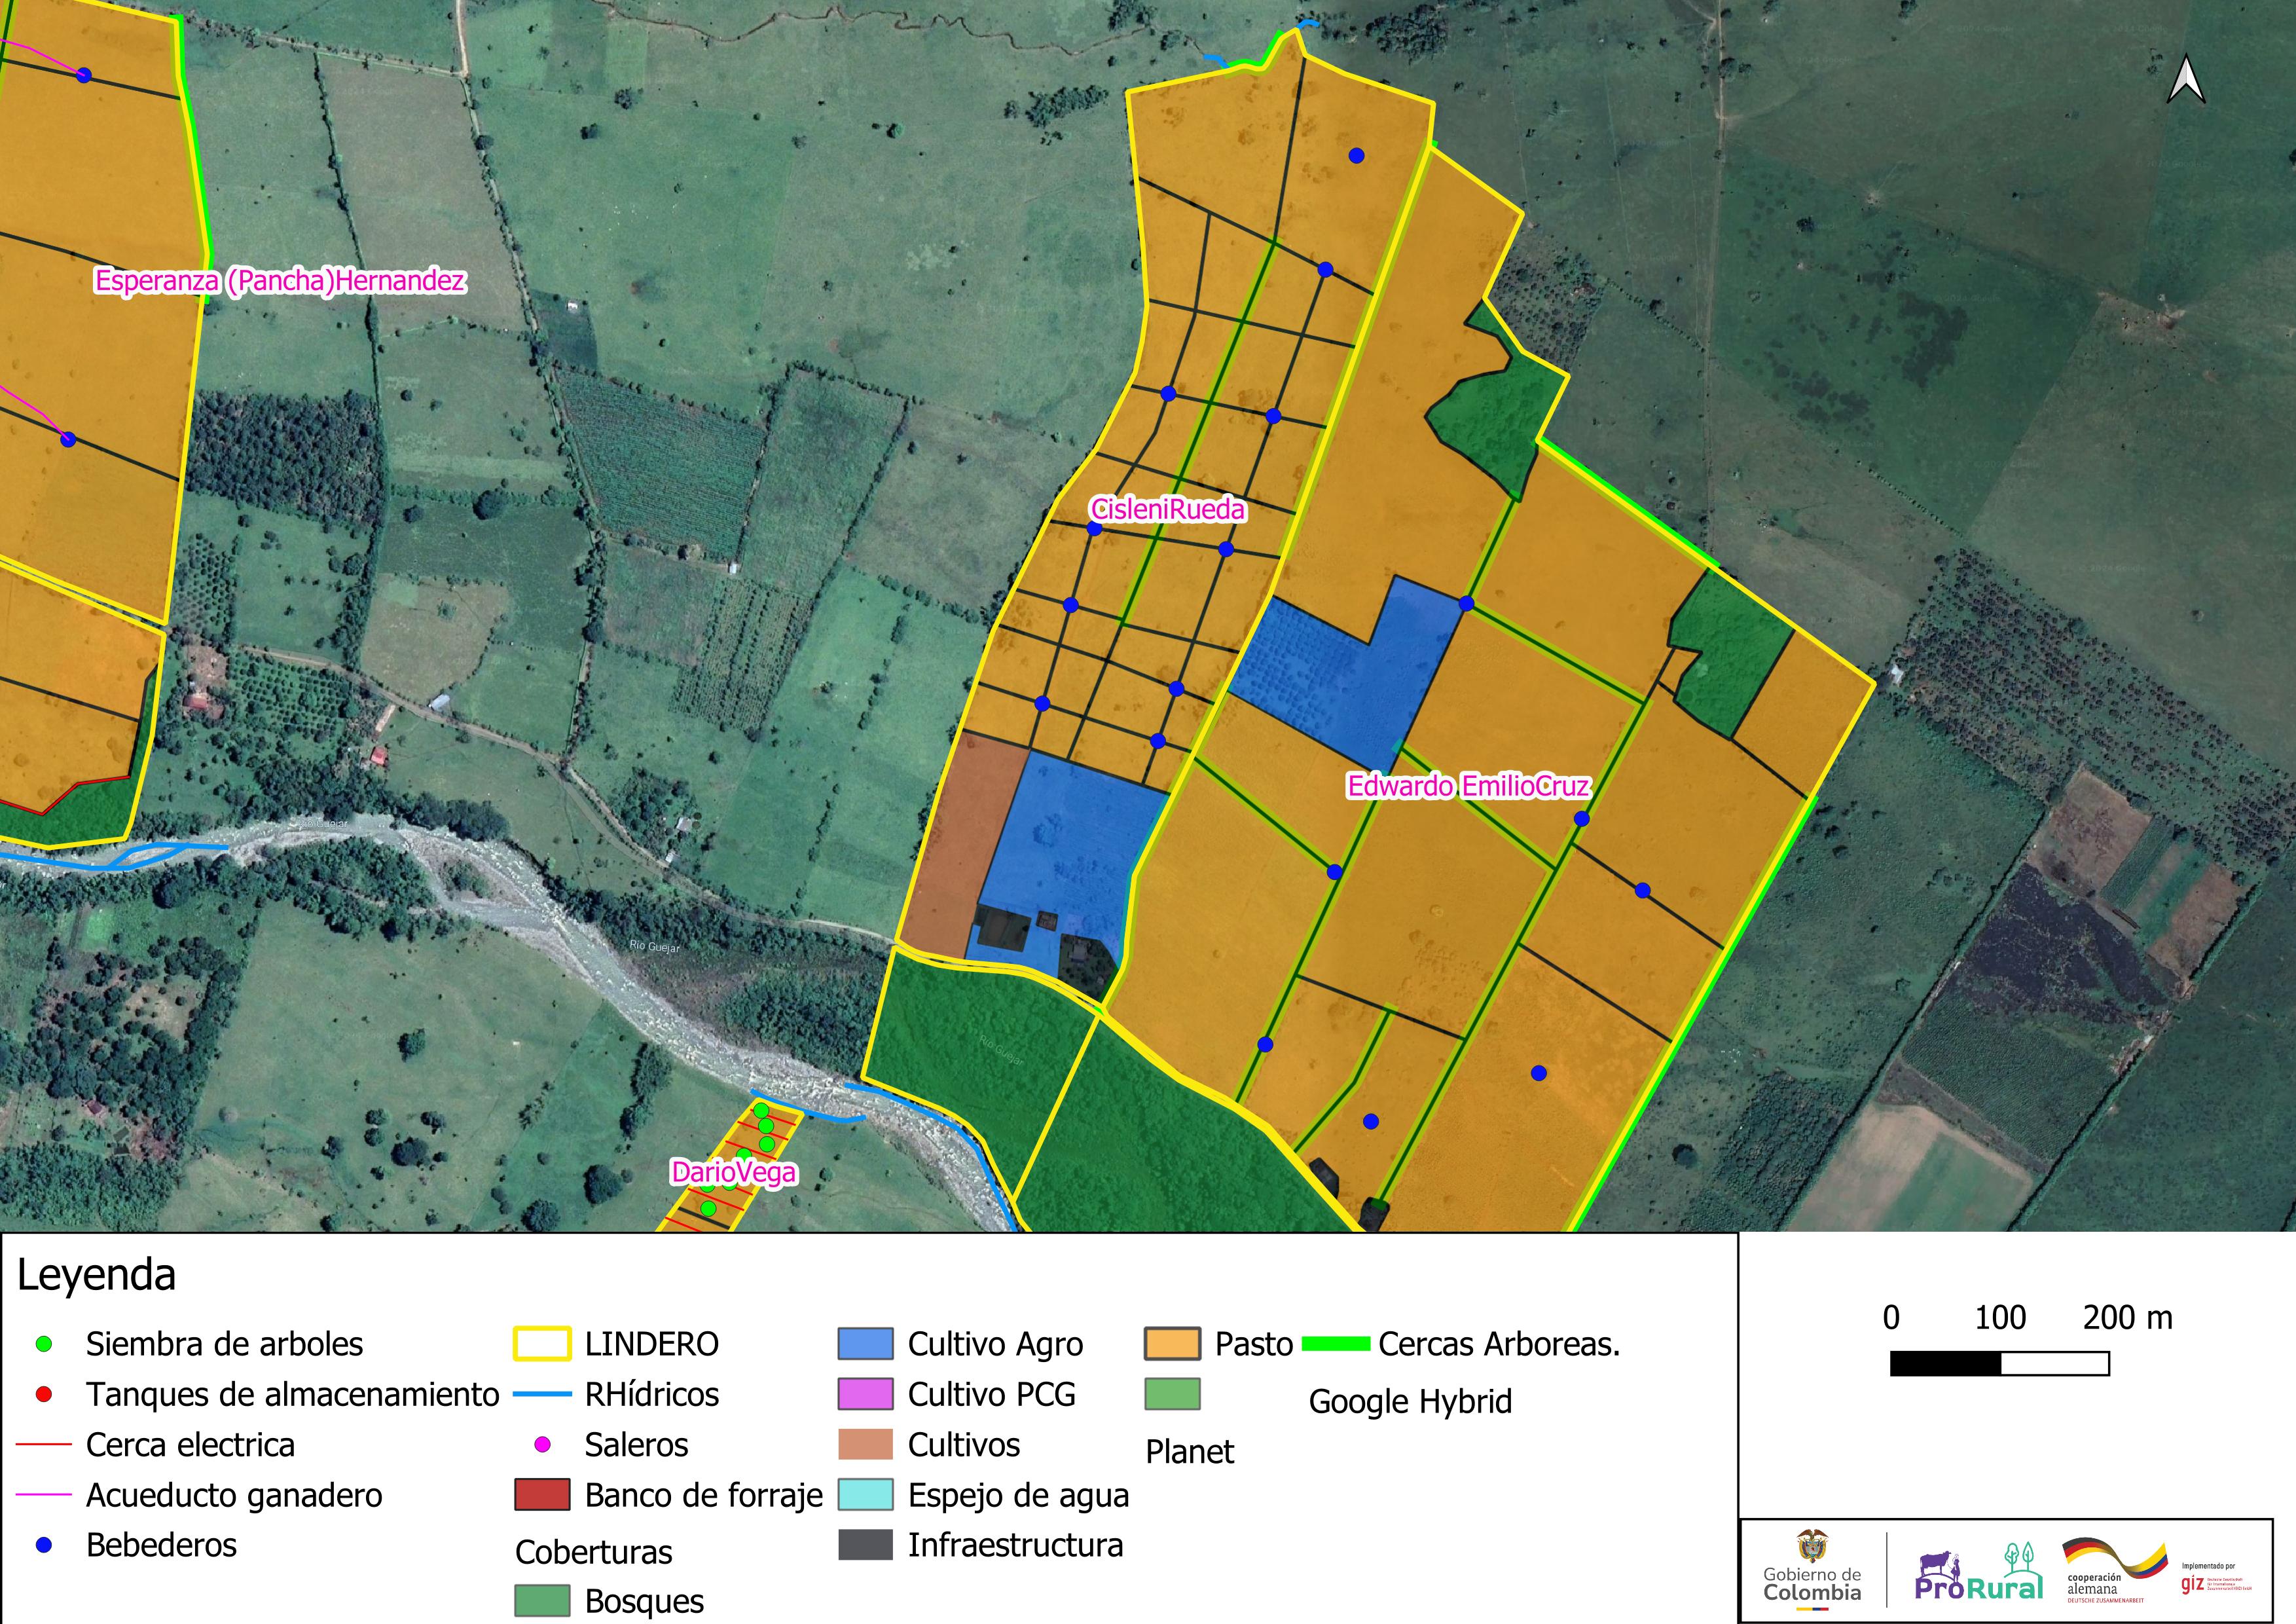 Esperanza (Pancha)Hernandez
CisleniRueda
Edwardo EmilioCruz
Río Guejar
Río Guejar
DarioVega
Leyenda
Siembra de arboles
Tanques de almacenamiento
Cerca electrica
Acueducto ganadero
Bebederos
LINDERO
RHídricos
Saleros
Banco de forraje
Coberturas
Bosques
Cultivo Agro
Cultivo PCG
Cultivos
Espejo de agua
Infraestructura
Pasto
Planet
Cercas Arboreas.
Google Hybrid
0 100 200 m
Gobierno de
Colombia
ProRural
cooperación
alemana
DEUTSCHE ZUSAMMENARBEIT
Implementado por
giz